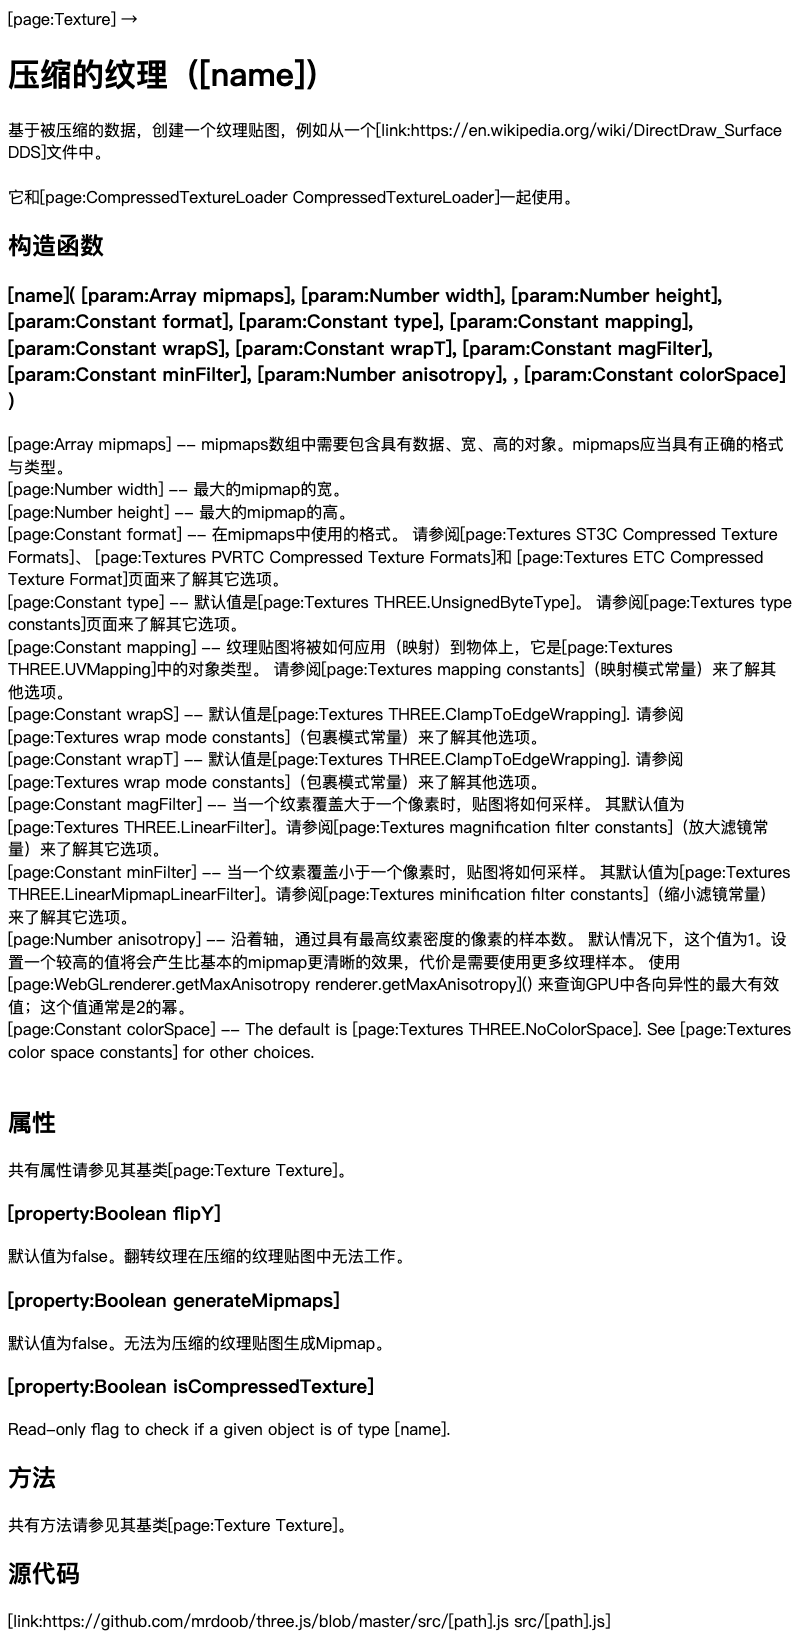 [page:Texture] →
压缩的纹理（[name]）
基于被压缩的数据，创建一个纹理贴图，例如从一个[link:https://en.wikipedia.org/wiki/DirectDraw_Surface
DDS]文件中。
它和[page:CompressedTextureLoader CompressedTextureLoader]一起使用。
构造函数
[name]( [param:Array mipmaps], [param:Number width], [param:Number height],
[param:Constant format], [param:Constant type], [param:Constant mapping],
[param:Constant wrapS], [param:Constant wrapT], [param:Constant magFilter],
[param:Constant minFilter], [param:Number anisotropy], , [param:Constant colorSpace]
)
[page:Array mipmaps] -- mipmaps数组中需要包含具有数据、宽、高的对象。mipmaps应当具有正确的格式
与类型。
[page:Number width] -- 最大的mipmap的宽。
[page:Number height] -- 最大的mipmap的高。
[page:Constant format] -- 在mipmaps中使用的格式。 请参阅[page:Textures ST3C Compressed Texture
Formats]、 [page:Textures PVRTC Compressed Texture Formats]和 [page:Textures ETC Compressed
Texture Format]页面来了解其它选项。
[page:Constant type] -- 默认值是[page:Textures THREE.UnsignedByteType]。 请参阅[page:Textures type
constants]页面来了解其它选项。
[page:Constant mapping] -- 纹理贴图将被如何应用（映射）到物体上，它是[page:Textures
THREE.UVMapping]中的对象类型。 请参阅[page:Textures mapping constants]（映射模式常量）来了解其
他选项。
[page:Constant wrapS] -- 默认值是[page:Textures THREE.ClampToEdgeWrapping]. 请参阅
[page:Textures wrap mode constants]（包裹模式常量）来了解其他选项。
[page:Constant wrapT] -- 默认值是[page:Textures THREE.ClampToEdgeWrapping]. 请参阅
[page:Textures wrap mode constants]（包裹模式常量）来了解其他选项。
[page:Constant magFilter] -- 当一个纹素覆盖大于一个像素时，贴图将如何采样。 其默认值为
[page:Textures THREE.LinearFilter]。请参阅[page:Textures magnification filter constants]（放大滤镜常
量）来了解其它选项。
[page:Constant minFilter] -- 当一个纹素覆盖小于一个像素时，贴图将如何采样。 其默认值为[page:Textures
THREE.LinearMipmapLinearFilter]。请参阅[page:Textures minification filter constants]（缩小滤镜常量）
来了解其它选项。
[page:Number anisotropy] -- 沿着轴，通过具有最高纹素密度的像素的样本数。 默认情况下，这个值为1。设
置一个较高的值将会产生比基本的mipmap更清晰的效果，代价是需要使用更多纹理样本。 使用
[page:WebGLrenderer.getMaxAnisotropy renderer.getMaxAnisotropy]() 来查询GPU中各向异性的最大有效
值；这个值通常是2的幂。
[page:Constant colorSpace] -- The default is [page:Textures THREE.NoColorSpace]. See [page:Textures
color space constants] for other choices.
属性
共有属性请参见其基类[page:Texture Texture]。
[property:Boolean flipY]
默认值为false。翻转纹理在压缩的纹理贴图中无法工作。
[property:Boolean generateMipmaps]
默认值为false。无法为压缩的纹理贴图生成Mipmap。
[property:Boolean isCompressedTexture]
Read-only flag to check if a given object is of type [name].
方法
共有方法请参见其基类[page:Texture Texture]。
源代码
[link:https://github.com/mrdoob/three.js/blob/master/src/[path].js src/[path].js]